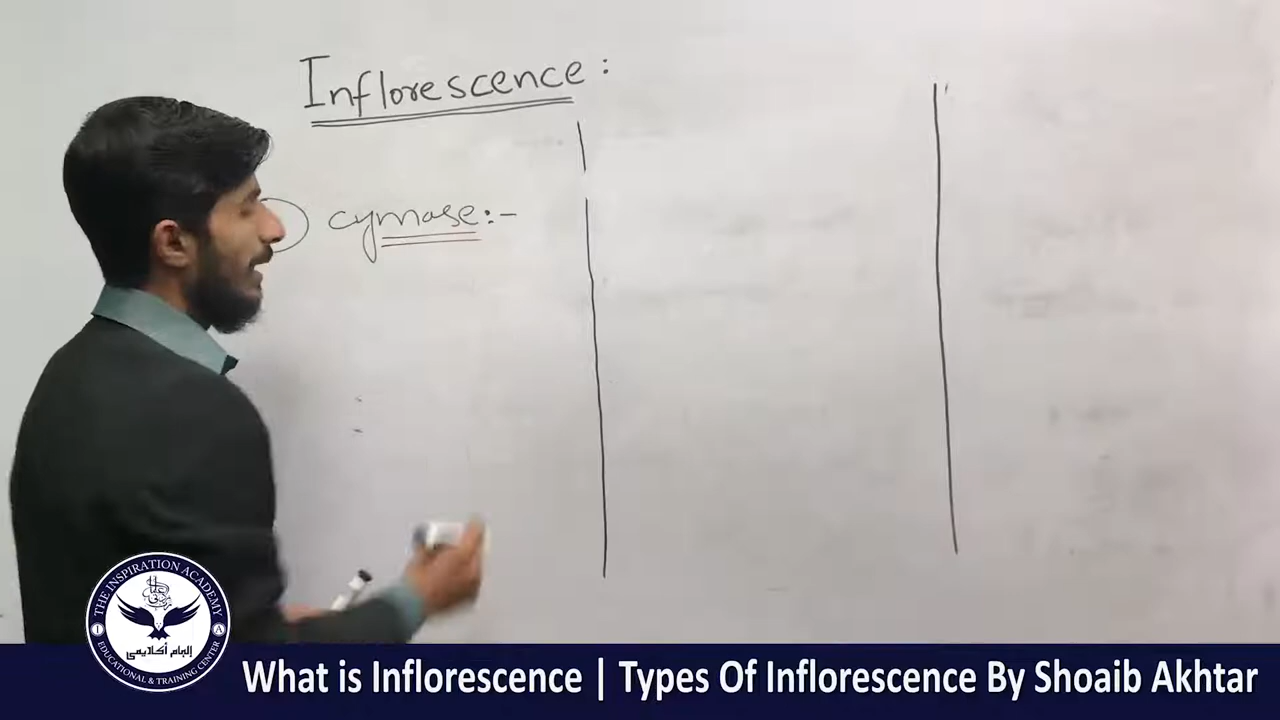 Inflorescence:
cymose:-
THE INSPIRATION ACADEMY
EDUCATIONAL & TRAINING CENTER
What is Inflorescence | Types Of Inflorescence By Shoaib Akhtar